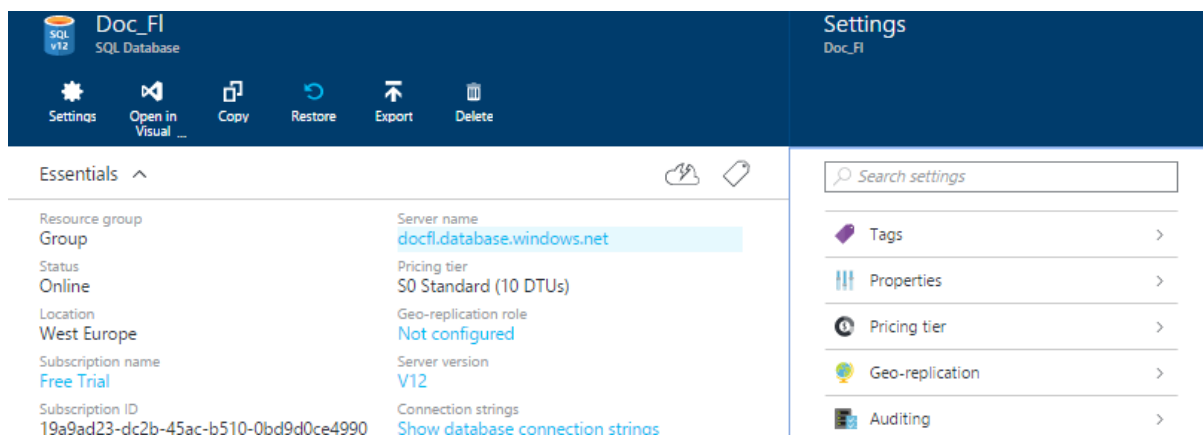 SQL
v12
Doc_Fl
SQL Database
Settings
Open in
Visual ...
Copy
Restore
Export
Delete
Essentials
Resource group
Group
Status
Online
Location
West Europe
Subscription name
Free Trial
Subscription ID
19a9ad23-dc2b-45ac-b510-0bd9d0ce4990
Server name
docfl.database.windows.net
Pricing tier
S0 Standard (10 DTUs)
Geo-replication role
Not configured
Server version
V12
Connection strings
Show database connection strings
Settings
Doc_Fl
Search settings
Tags
Properties
Pricing tier
Geo-replication
Auditing